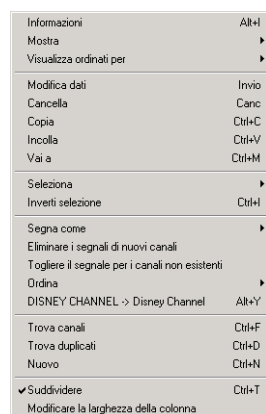 Informazioni Alt+I
Mostra
Visualizza ordinati per
Modifica dati Invio
Cancella Canc
Copia Ctrl+C
Incolla Ctrl+V
Vai a Ctrl+M
Seleziona
Inverti selezione Ctrl+I
Segna come
Eliminare i segnali di nuovi canali
Togliere il segnale per i canali non esistenti
Ordina
DISNEY CHANNEL -> Disney Channel Alt+Y
Trova canali Ctrl+F
Trova duplicati Ctrl+D
Nuovo Ctrl+N
Suddividere Ctrl+T
Modificare la larghezza della colonna